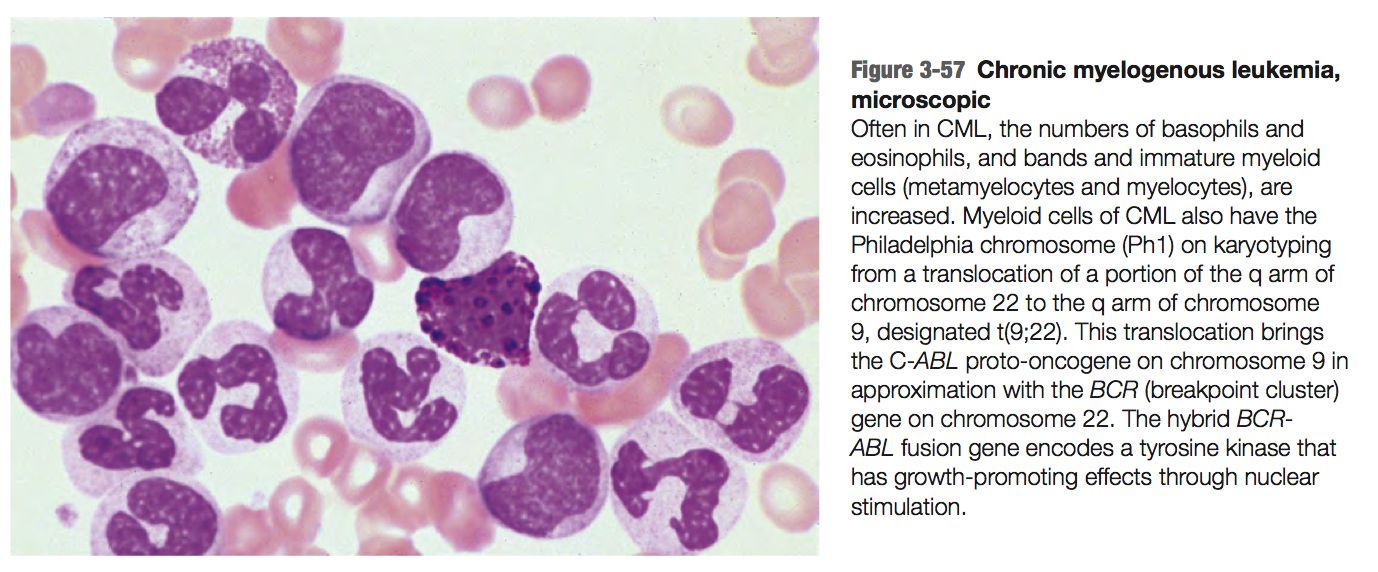 Figure 3-57 Chronic myelogenous leukemia,
microscopic
Often in CML, the numbers of basophils and
eosinophils, and bands and immature myeloid
cells (metamyelocytes and myelocytes), are
increased. Myeloid cells of CML also have the
Philadelphia chromosome (Ph1) on karyotyping
from a translocation of a portion of the q arm of
chromosome 22 to the q arm of chromosome
9, designated t(9;22). This translocation brings
the C-ABL proto-oncogene on chromosome 9 in
approximation with the BCR (breakpoint cluster)
gene on chromosome 22. The hybrid BCR-
ABL fusion gene encodes a tyrosine kinase that
has growth-promoting effects through nuclear
stimulation.